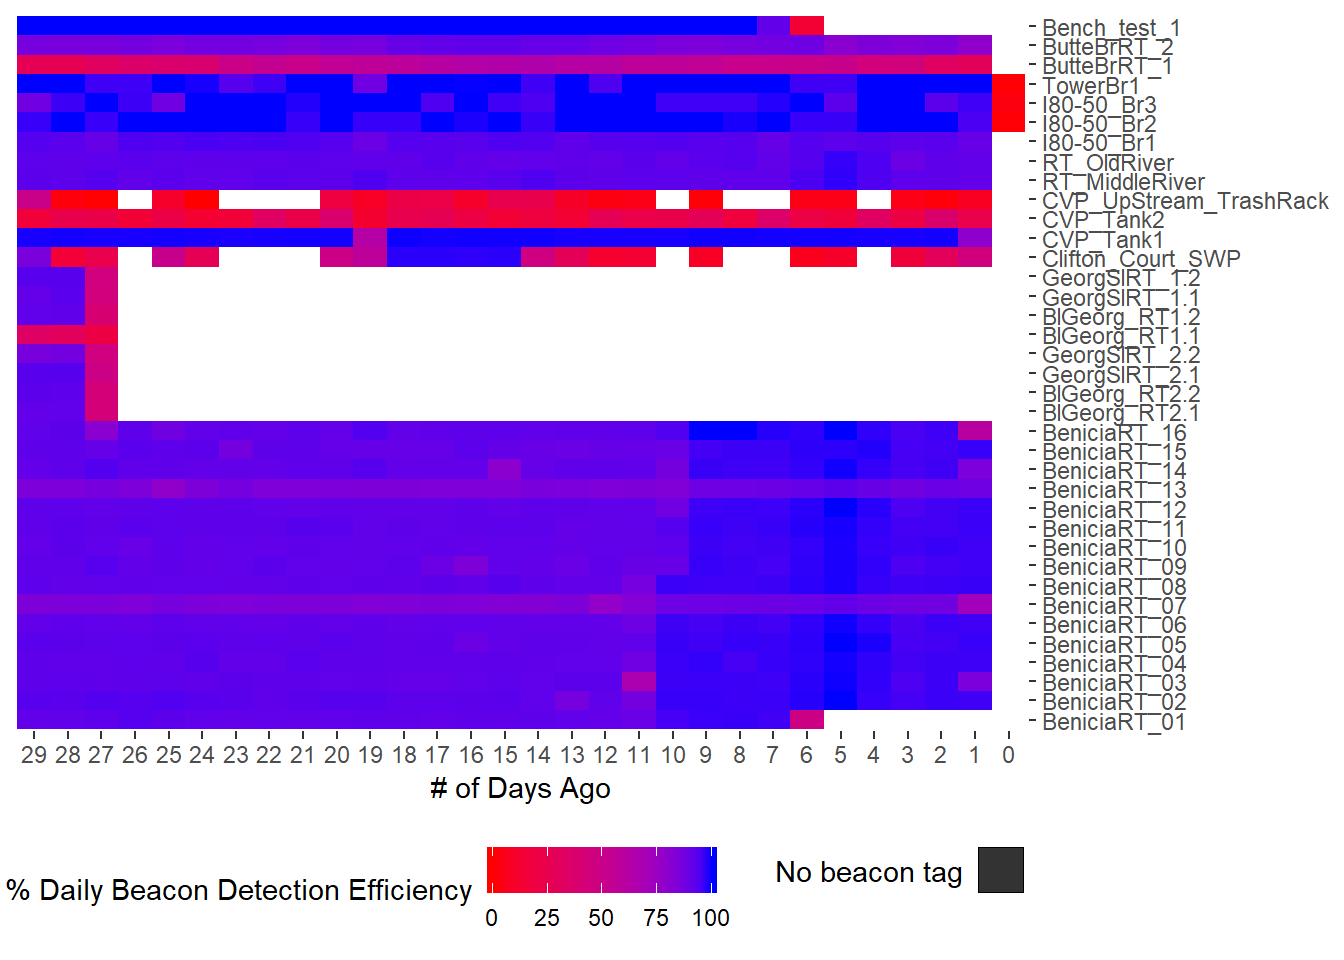 Bench_test_1
ButteBrRT_2
ButteBrRT_1
TowerBr1
I80-50_Br3
I80-50_Br2
I80-50_Br1
RT_OldRiver
RT_MiddleRiver
CVP_UpStream_TrashRack
CVP_Tank2
CVP_Tank1
Clifton_Court_SWP
GeorgSlRT_1.2
GeorgSlRT_1.1
BlGeorg_RT1.2
BlGeorg_RT1.1
GeorgSlRT_2.2
GeorgSlRT_2.1
BlGeorg_RT2.2
BlGeorg_RT2.1
BeniciaRT_16
BeniciaRT_15
BeniciaRT_14
BeniciaRT_13
BeniciaRT_12
BeniciaRT_11
BeniciaRT_10
BeniciaRT_09
BeniciaRT_08
BeniciaRT_07
BeniciaRT_06
BeniciaRT_05
BeniciaRT_04
BeniciaRT_03
BeniciaRT_02
BeniciaRT_01
29 28 27 26 25 24 23 22 21 20 19 18 17 16 15 14 13 12 11 10 9 8 7 6 5 4 3 2 1 0
# of Days Ago
% Daily Beacon Detection Efficiency
0 25 50 75 100
No beacon tag